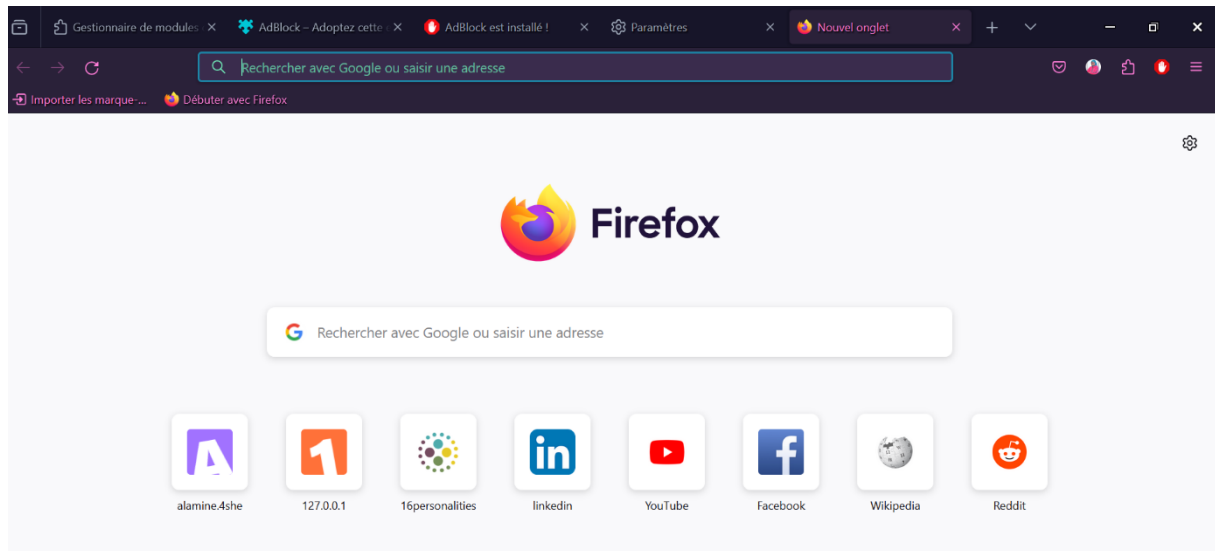 Gestionnaire de modules
AdBlock – Adoptez cette
AdBlock est installé !
Paramètres
Nouvel onglet
Rechercher avec Google ou saisir une adresse
Importer les marque-...
Débuter avec Firefox
Firefox
Rechercher avec Google ou saisir une adresse
alamine.4she
127.0.0.1
16personalities
linkedin
YouTube
Facebook
Wikipedia
Reddit